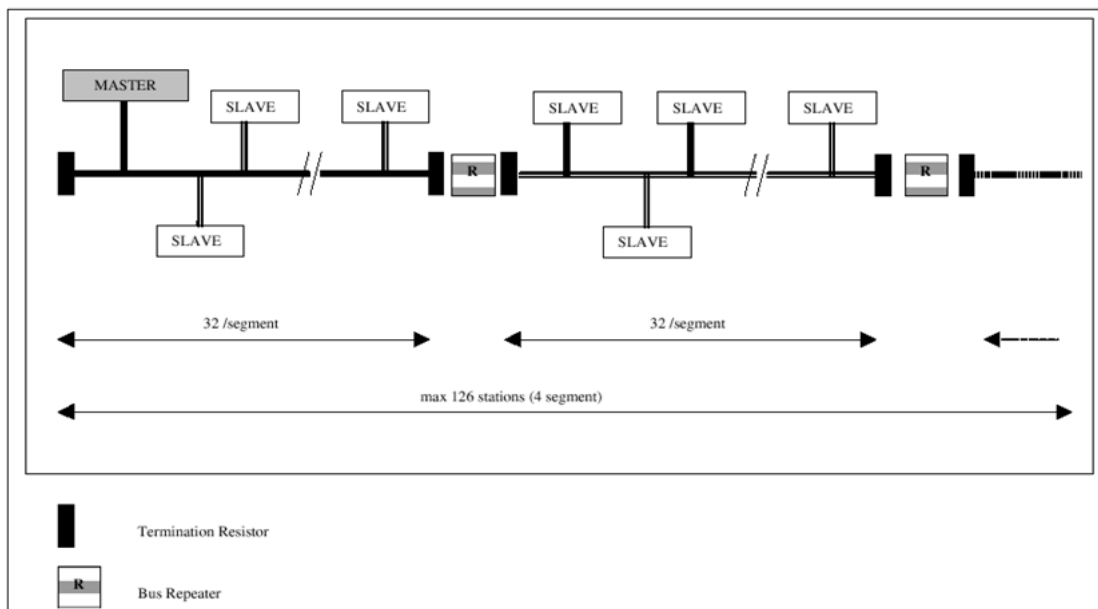 MASTER
SLAVE
SLAVE
SLAVE
SLAVE
SLAVE
R
R
SLAVE
SLAVE
32 /segment
32 /segment
max 126 stations (4 segment)
Termination Resistor
R
Bus Repeater